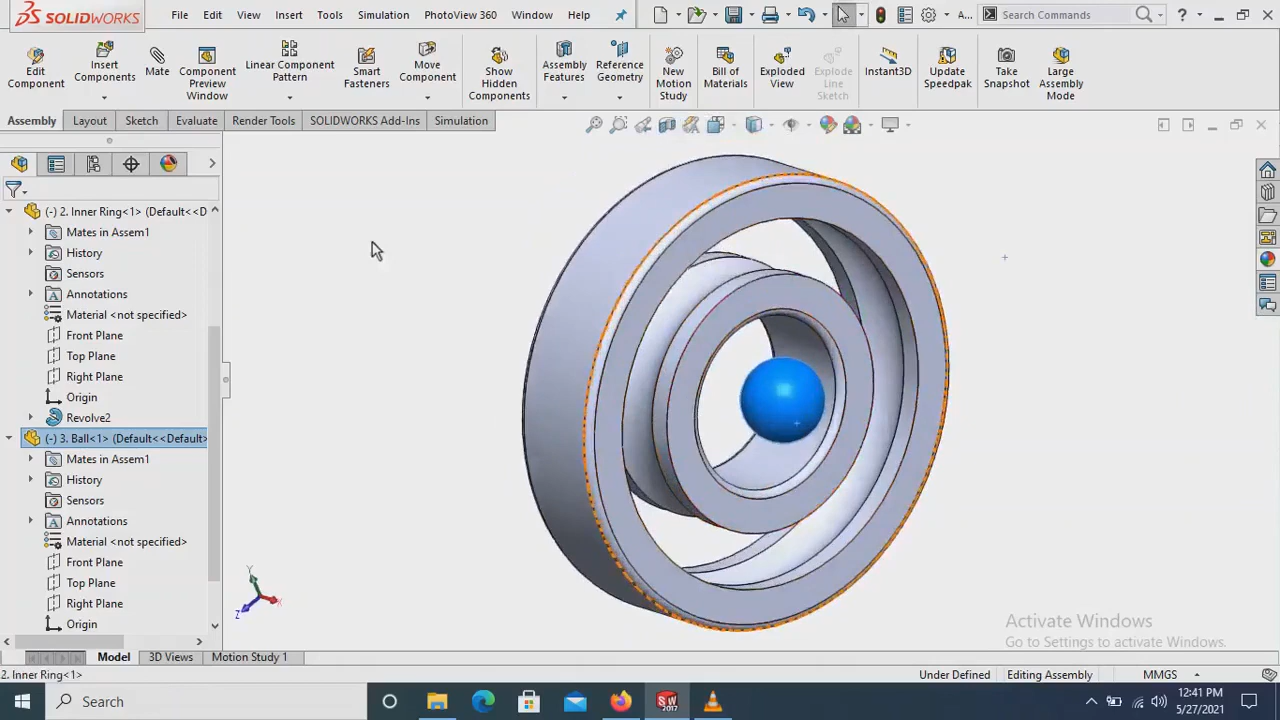 SOLIDWORKS File Edit View Insert Tools Simulation PhotoView 360 Window Help A... Search Commands ?
Edit Component
Insert Components
Mate
Component Preview Window
Linear Component Pattern
Smart Fasteners
Move Component
Show Hidden Components
Assembly Features
Reference Geometry
New Motion Study
Bill of Materials
Exploded View
Explode Line Sketch
Instant3D
Update Speedpak
Take Snapshot
Large Assembly Mode
Assembly Layout Sketch Evaluate Render Tools SOLIDWORKS Add-Ins Simulation
(-) 2. Inner Ring<1> (Default<<D
Mates in Assem1
History
Sensors
Annotations
Material <not specified>
Front Plane
Top Plane
Right Plane
Origin
Revolve2
(-) 3. Ball<1> (Default<<Default>
Mates in Assem1
History
Sensors
Annotations
Material <not specified>
Front Plane
Top Plane
Right Plane
Origin
Y
Z X
Activate Windows
Go to Settings to activate Windows.
Model 3D Views Motion Study 1
2. Inner Ring<1> Under Defined Editing Assembly MMGS
Search
SW 2017
12:41 PM
5/27/2021